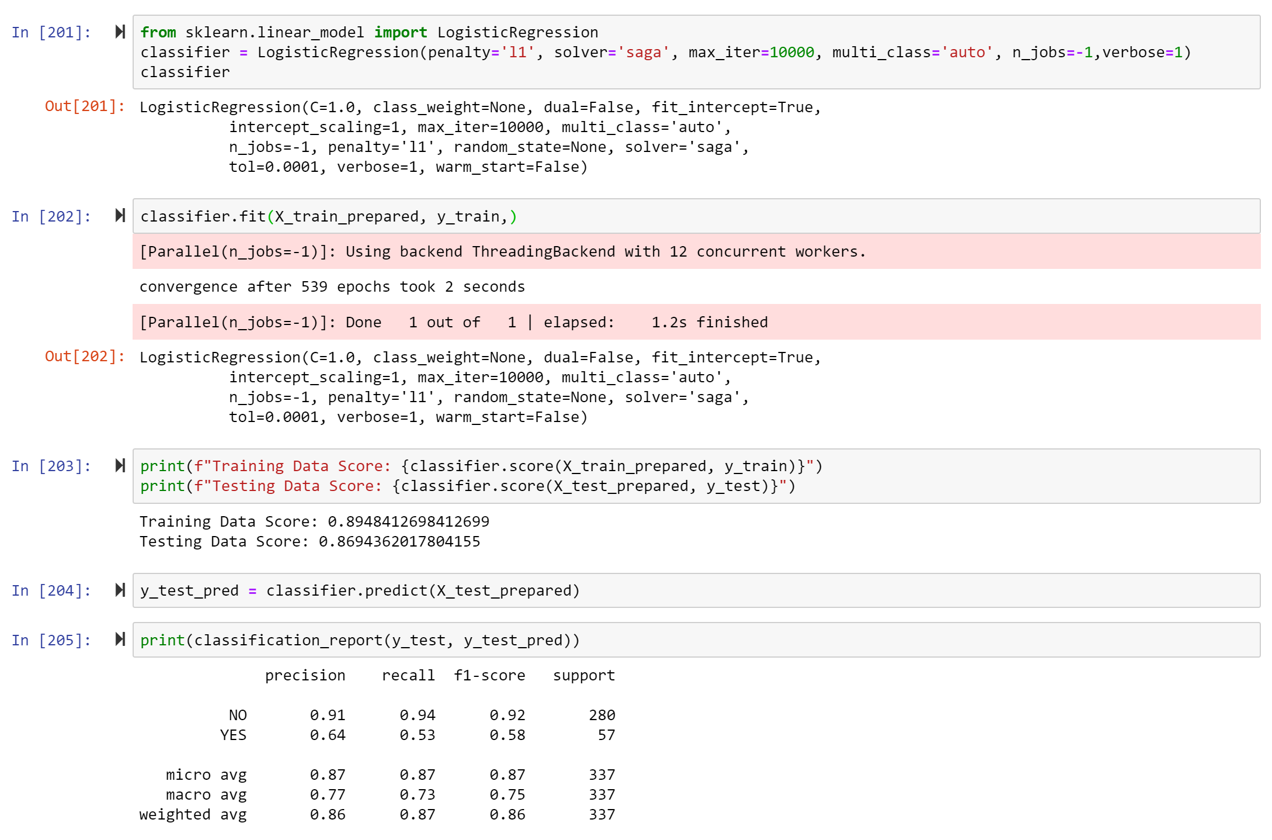 In [201]: from sklearn.linear_model import LogisticRegression
classifier = LogisticRegression(penalty='l1', solver='saga', max_iter=10000, multi_class='auto', n_jobs=-1,verbose=1)
classifier
Out[201]: LogisticRegression(C=1.0, class_weight=None, dual=False, fit_intercept=True,
intercept_scaling=1, max_iter=10000, multi_class='auto',
n_jobs=-1, penalty='l1', random_state=None, solver='saga',
tol=0.0001, verbose=1, warm_start=False)
In [202]: classifier.fit(X_train_prepared, y_train,)
[Parallel(n_jobs=-1)]: Using backend ThreadingBackend with 12 concurrent workers.
convergence after 539 epochs took 2 seconds
[Parallel(n_jobs=-1)]: Done   1 out of   1 | elapsed:    1.2s finished
Out[202]: LogisticRegression(C=1.0, class_weight=None, dual=False, fit_intercept=True,
intercept_scaling=1, max_iter=10000, multi_class='auto',
n_jobs=-1, penalty='l1', random_state=None, solver='saga',
tol=0.0001, verbose=1, warm_start=False)
In [203]: print(f"Training Data Score: {classifier.score(X_train_prepared, y_train)}")
print(f"Testing Data Score: {classifier.score(X_test_prepared, y_test)}")
Training Data Score: 0.8948412698412699
Testing Data Score: 0.8694362017804155
In [204]: y_test_pred = classifier.predict(X_test_prepared)
In [205]: print(classification_report(y_test, y_test_pred))
precision    recall  f1-score   support
NO       0.91      0.94      0.92       280
YES       0.64      0.53      0.58        57
micro avg       0.87      0.87      0.87       337
macro avg       0.77      0.73      0.75       337
weighted avg       0.86      0.87      0.86       337